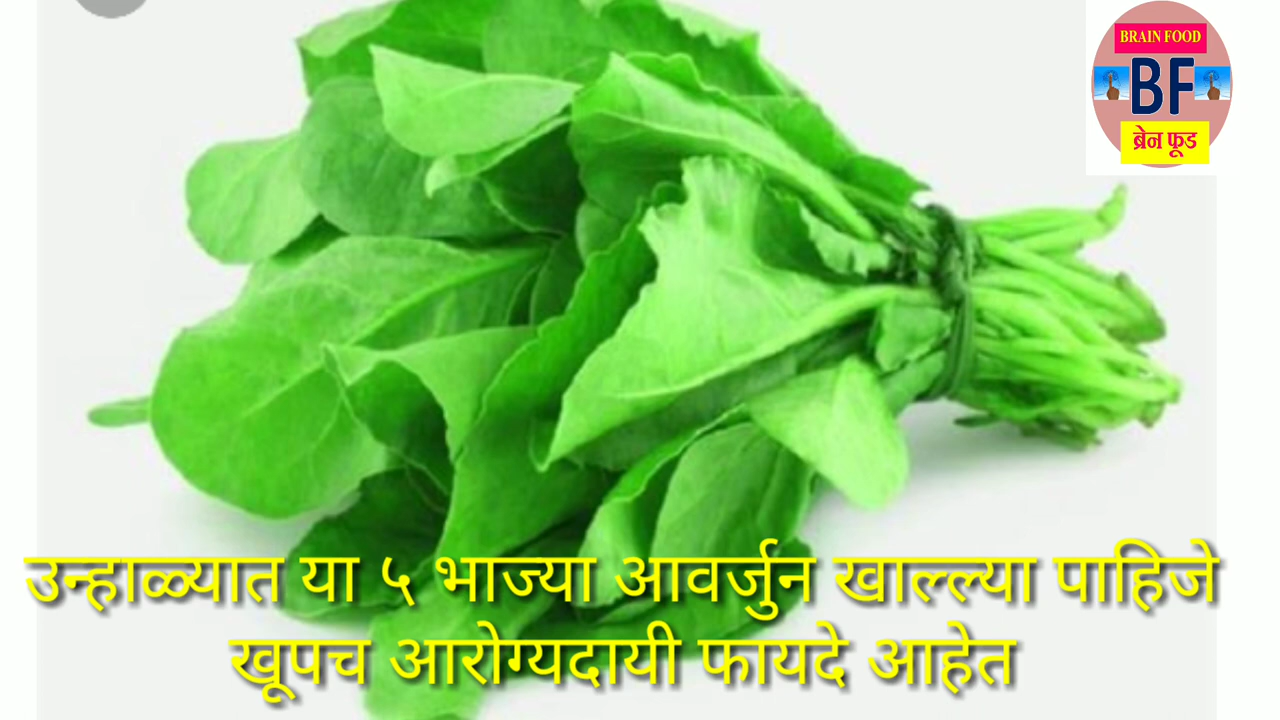 BRAIN FOOD
BF
ब्रेन फूड
उन्हाळ्यात या ५ भाज्या आवर्जुन खाल्ल्या पाहिजे
खूपच आरोग्यदायी फायदे आहेत